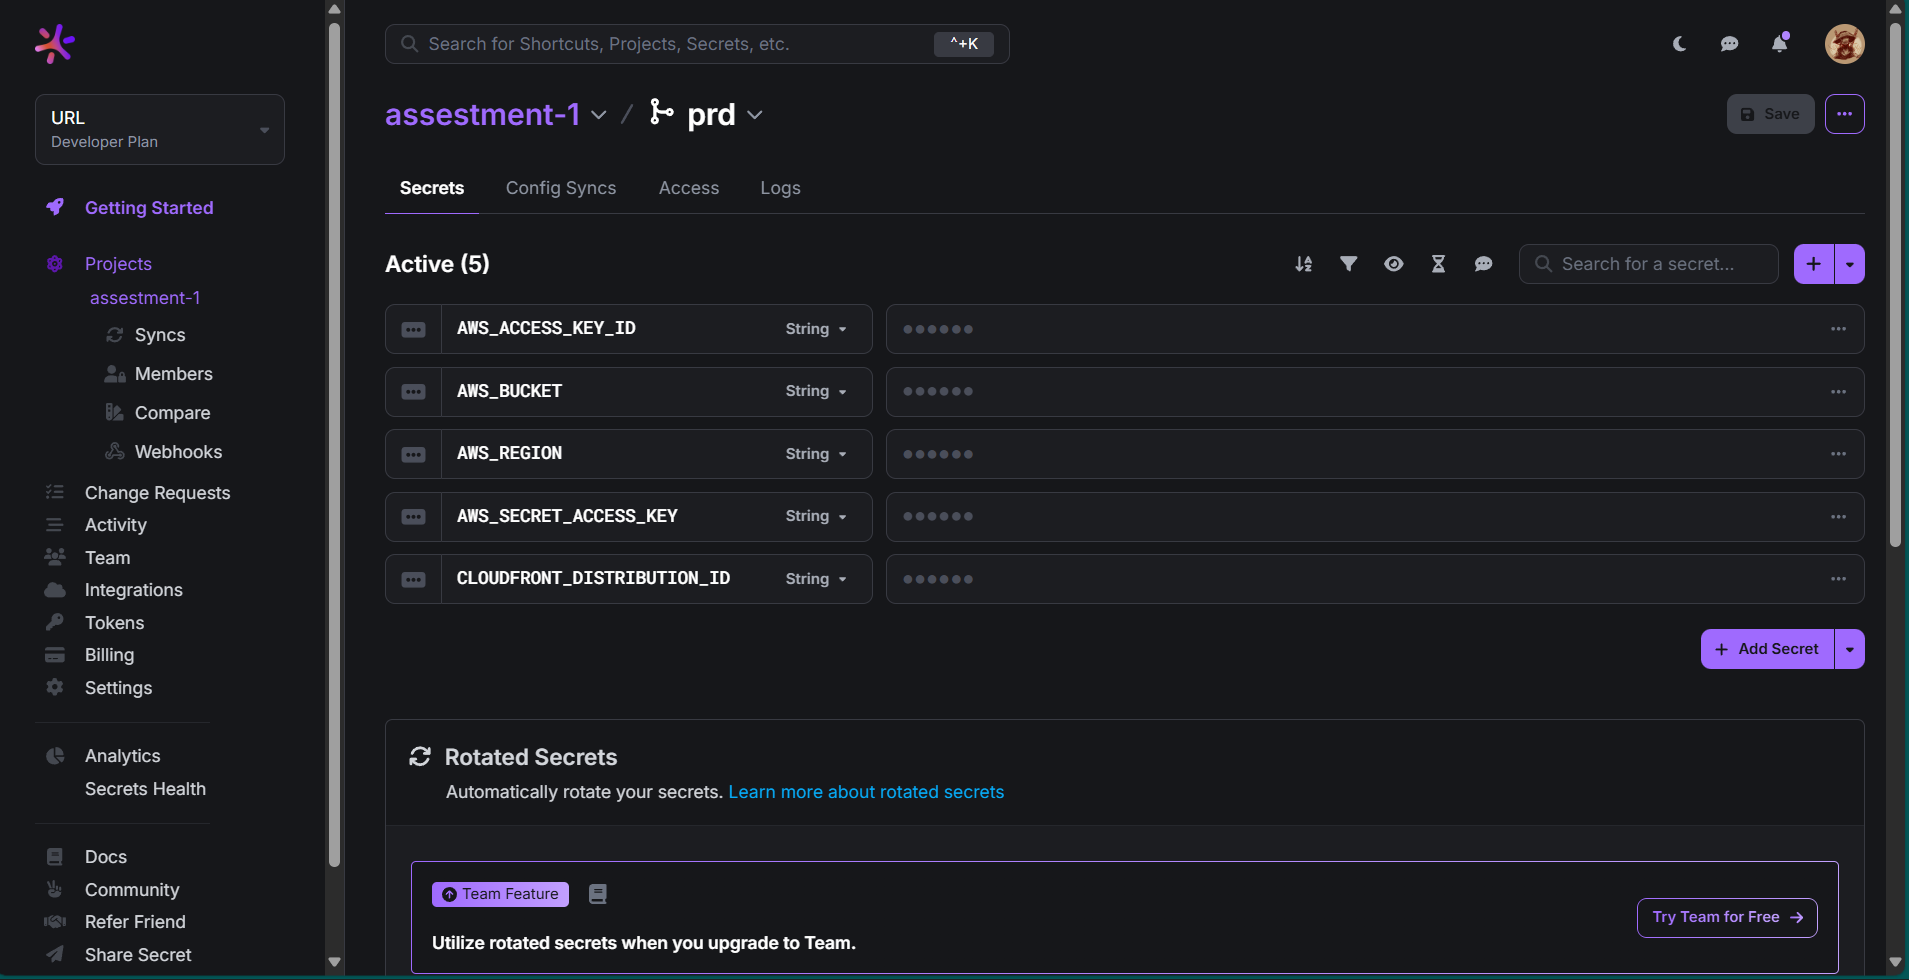 Search for Shortcuts, Projects, Secrets, etc.
^+K
URL
Developer Plan
Getting Started
Projects
assestment-1
Syncs
Members
Compare
Webhooks
Change Requests
Activity
Team
Integrations
Tokens
Billing
Settings
Analytics
Secrets Health
Docs
Community
Refer Friend
Share Secret
assestment-1 / prd
Save
Secrets
Config Syncs
Access
Logs
Active (5)
Search for a secret...
AWS_ACCESS_KEY_ID String
AWS_BUCKET String
AWS_REGION String
AWS_SECRET_ACCESS_KEY String
CLOUDFRONT_DISTRIBUTION_ID String
Add Secret
Rotated Secrets
Automatically rotate your secrets. Learn more about rotated secrets
Team Feature
Utilize rotated secrets when you upgrade to Team.
Try Team for Free